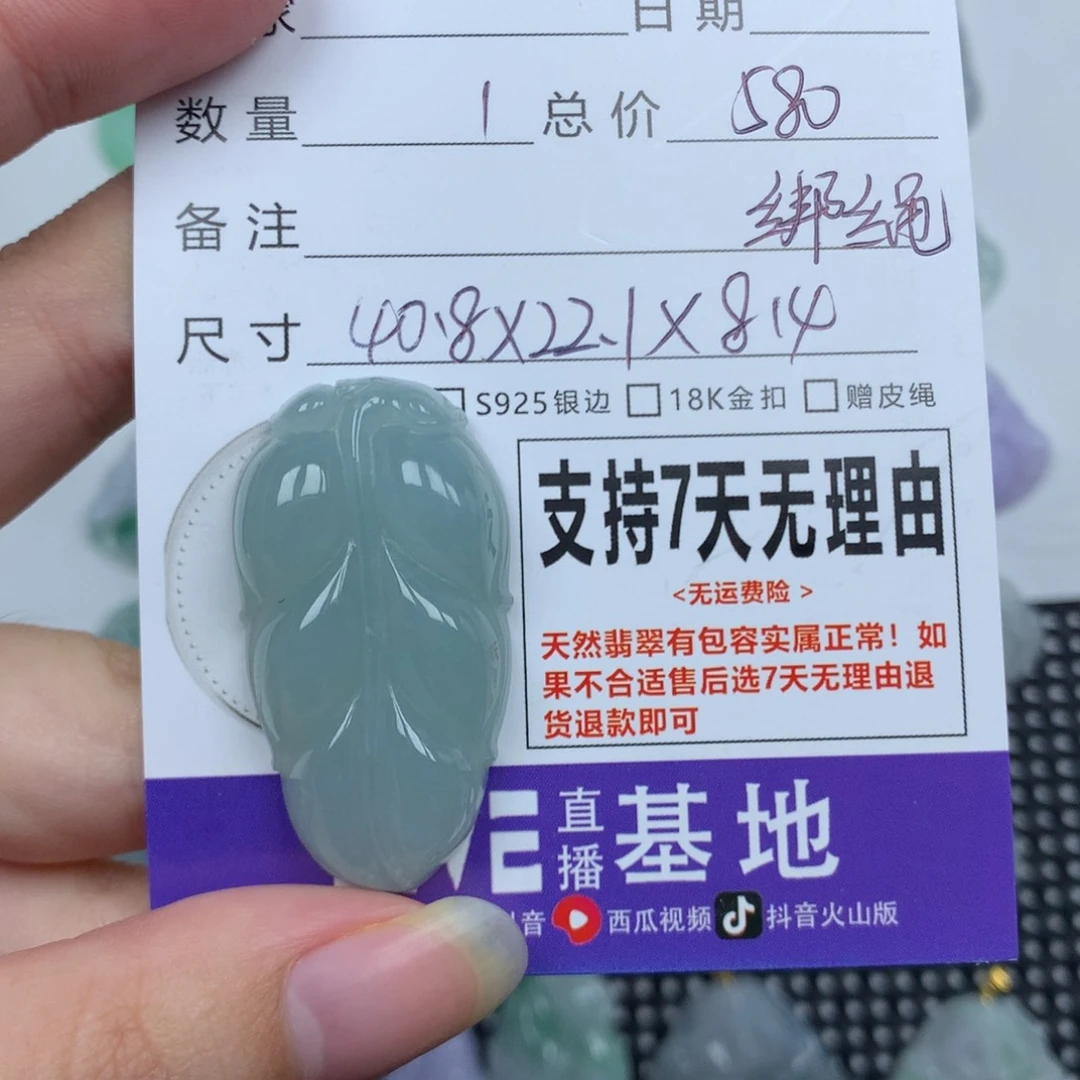 家 日期
数量 1 总价 580
备注 绑绳
尺寸 40.8X22.1X8.4
S925银边 18K金扣 赠皮绳
支持7天无理由
<无运费险 >
天然翡翠有包容实属正常！如
果不合适售后选7天无理由退
货退款即可
VE 直播 基地
音 西瓜视频 抖音火山版